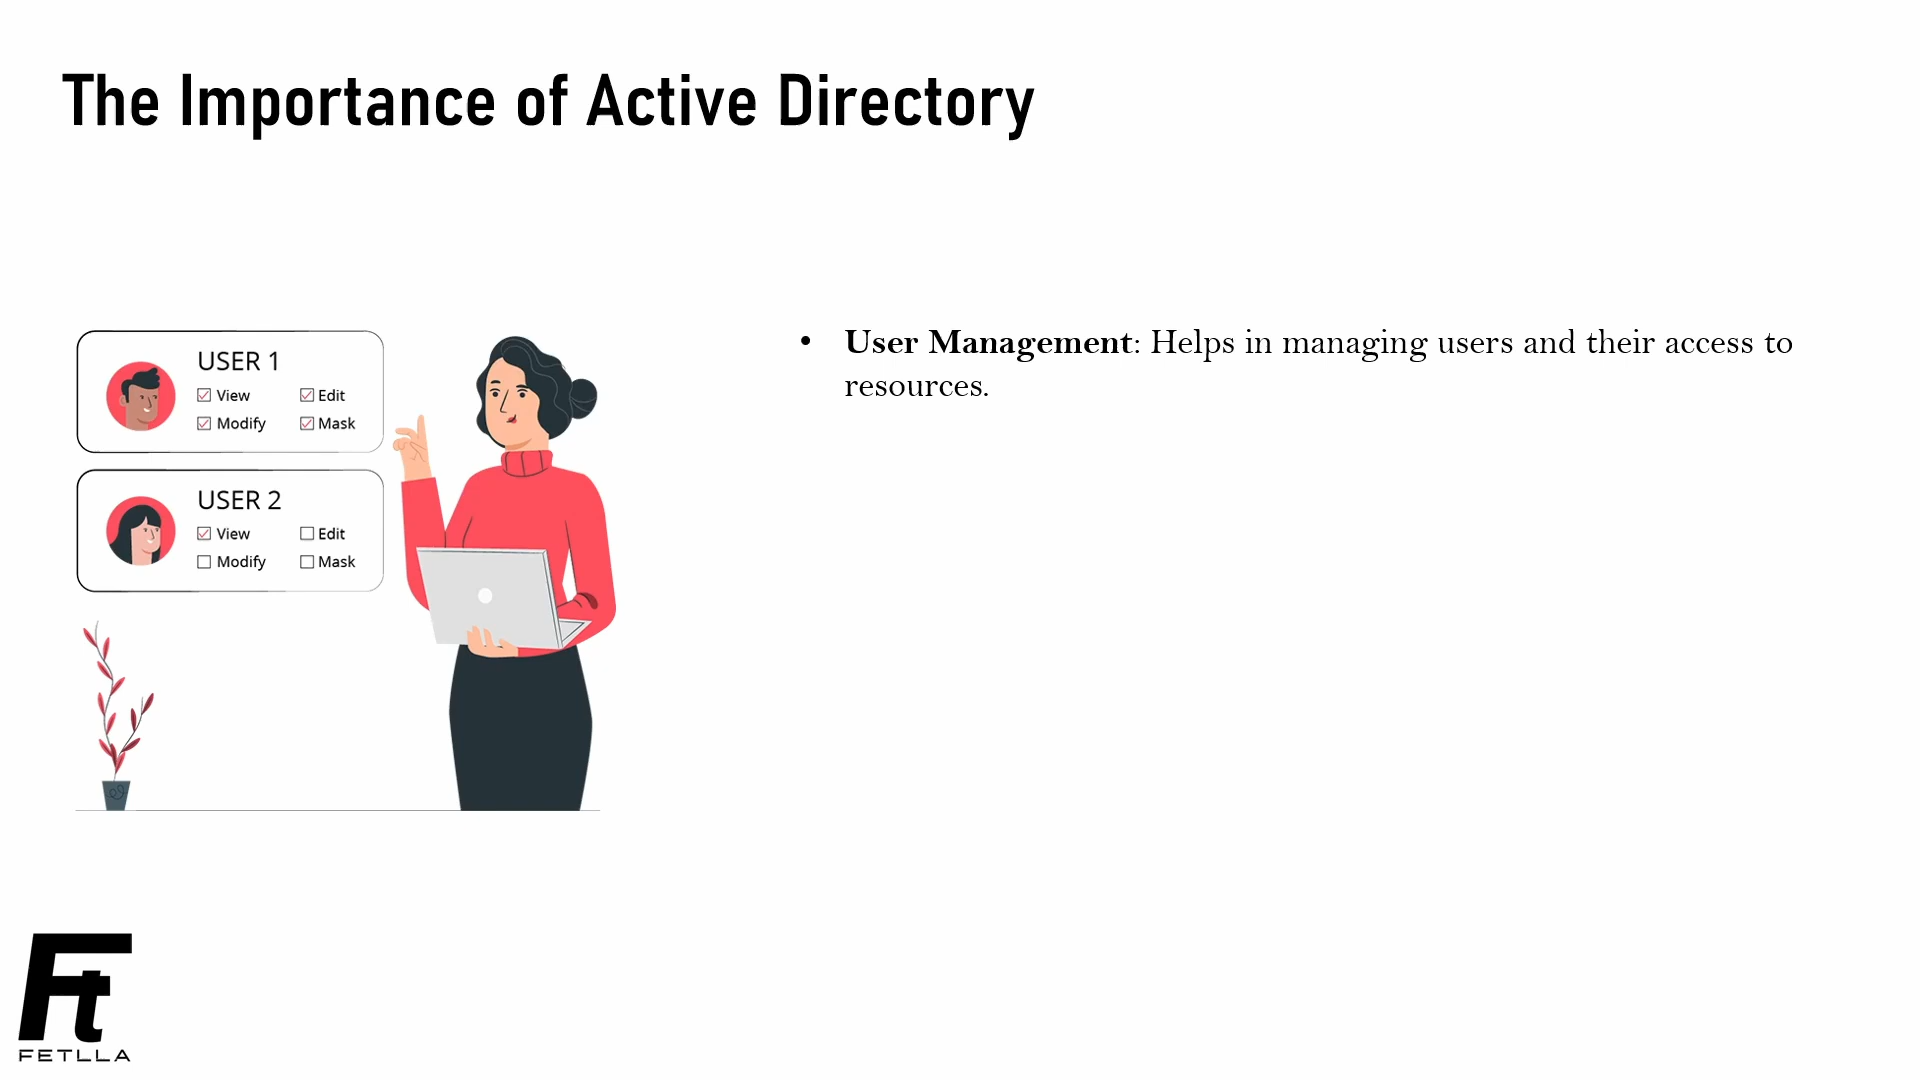 The Importance of Active Directory
USER 1
View Edit
Modify Mask
USER 2
View Edit
Modify Mask
• User Management: Helps in managing users and their access to
resources.
Ft
FETLLA